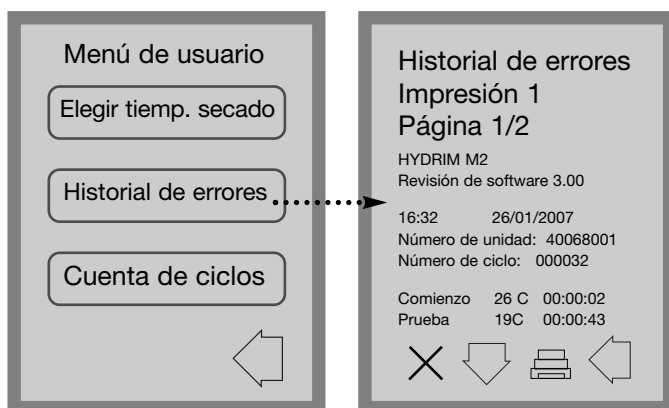 Menú de usuario
Elegir tiemp. secado
Historial de errores
Cuenta de ciclos
Historial de errores
Impresión 1
Página 1/2
HYDRIM M2
Revisión de software 3.00
16:32 26/01/2007
Número de unidad: 40068001
Número de ciclo: 000032
Comienzo 26 C 00:00:02
Prueba 19C 00:00:43